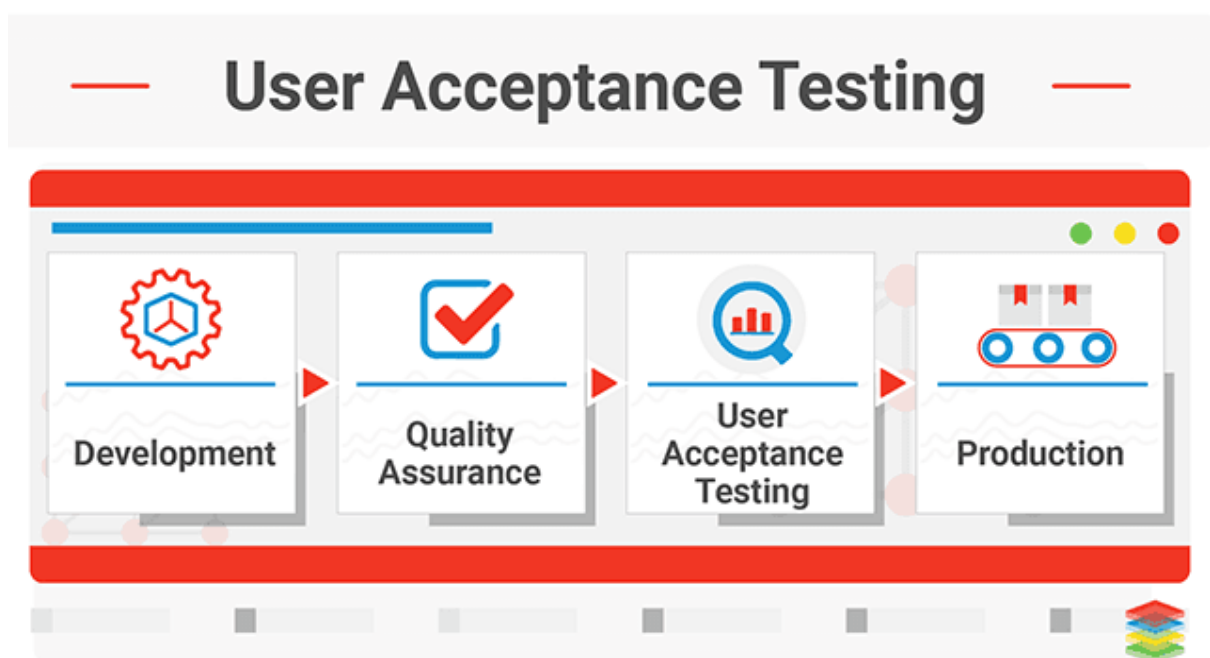 User Acceptance Testing
Development
Quality
Assurance
User
Acceptance
Testing
Production